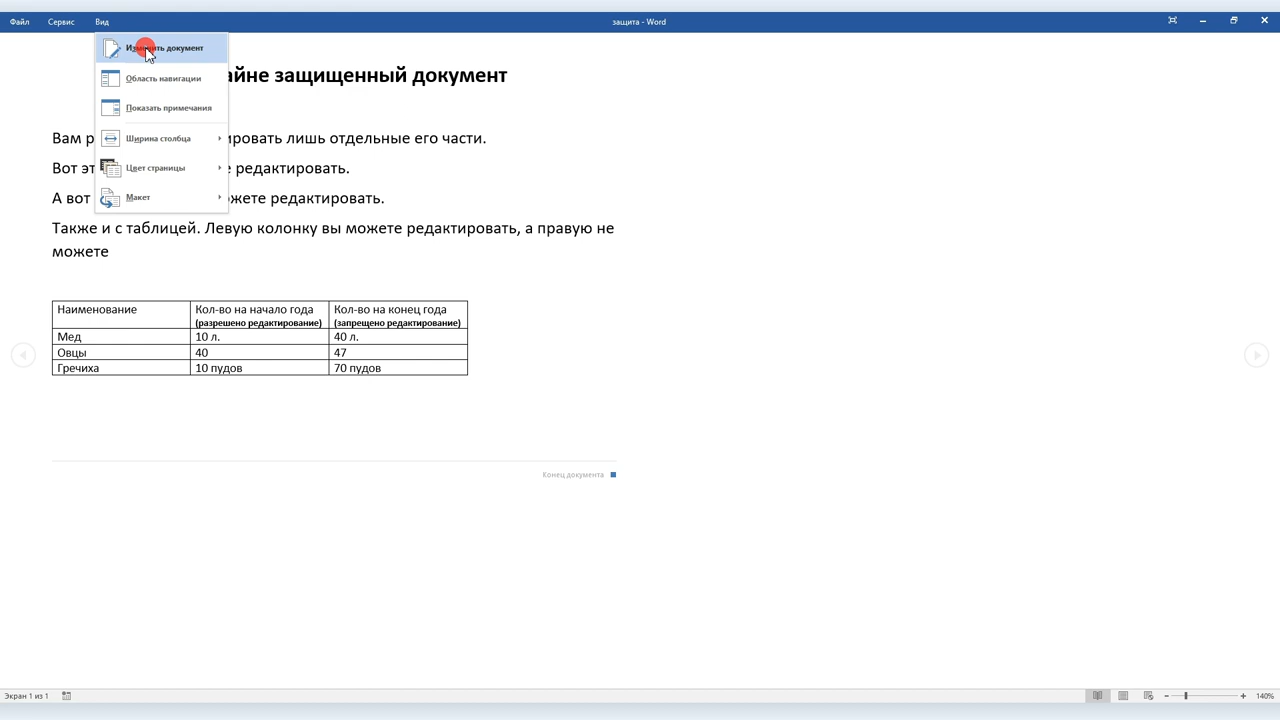 Файл Сервис Вид защита - Word
Изменить документ
Область навигации
Показать примечания
Ширина столбца
Цвет страницы
Макет
айне защищенный документ
Вам р ировать лишь отдельные его части.
Вот эт е редактировать.
А вот ожете редактировать.
Также и с таблицей. Левую колонку вы можете редактировать, а правую не
можете
Наименование Кол-во на начало года Кол-во на конец года
(разрешено редактирование) (запрещено редактирование)
Мед 10 л. 40 л.
Овцы 40 47
Гречиха 10 пудов 70 пудов
Конец документа
Экран 1 из 1 140%